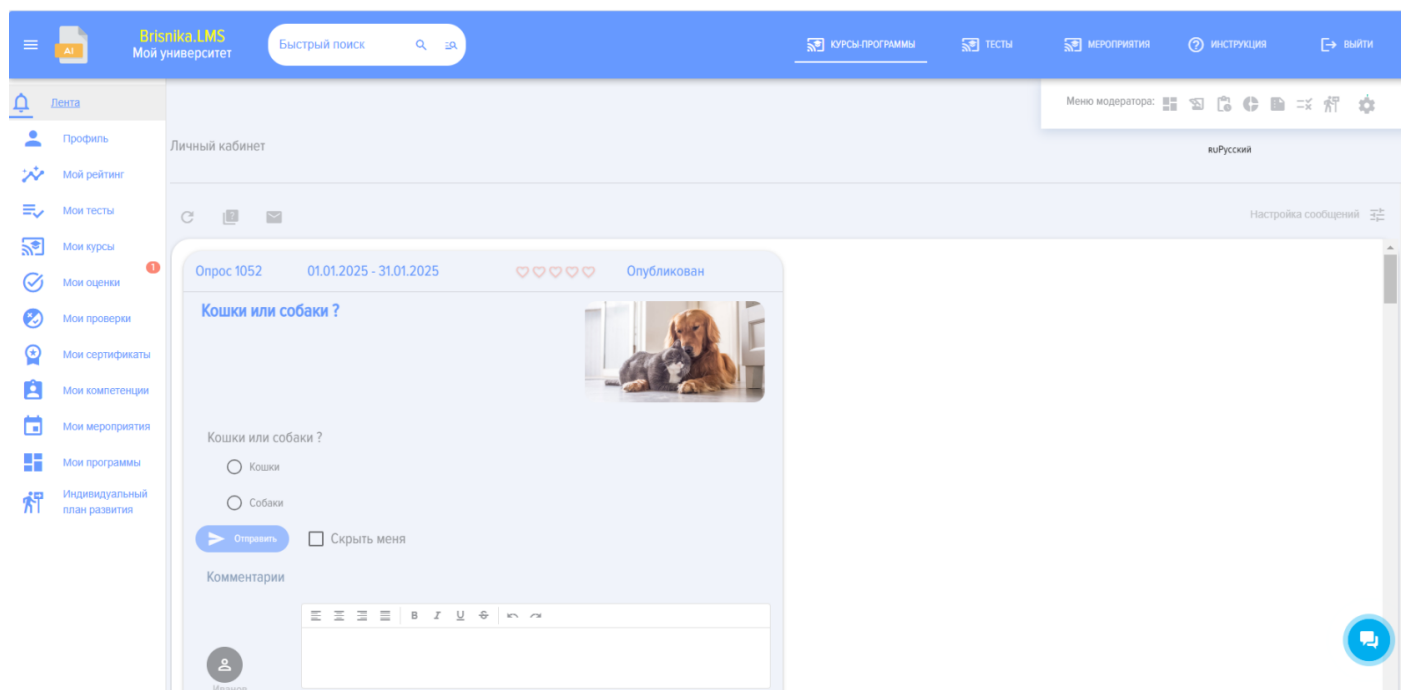 Brisnika.LMS
Мой университет
AI
Быстрый поиск
КУРСЫ-ПРОГРАММЫ
ТЕСТЫ
МЕРОПРИЯТИЯ
ИНСТРУКЦИЯ
ВЫЙТИ
Лента
Меню модератора:
Профиль
Личный кабинет
RUРусский
Мой рейтинг
Мои тесты
Настройка сообщений
Мои курсы
1
Мои оценки
Мои проверки
Мои сертификаты
Мои компетенции
Мои мероприятия
Мои программы
Индивидуальный
план развития
Опрос 1052 01.01.2025 - 31.01.2025 Опубликован
Кошки или собаки ?
Кошки или собаки ?
Кошки
Собаки
Отправить
Скрыть меня
Комментарии
B I U S
Иванов